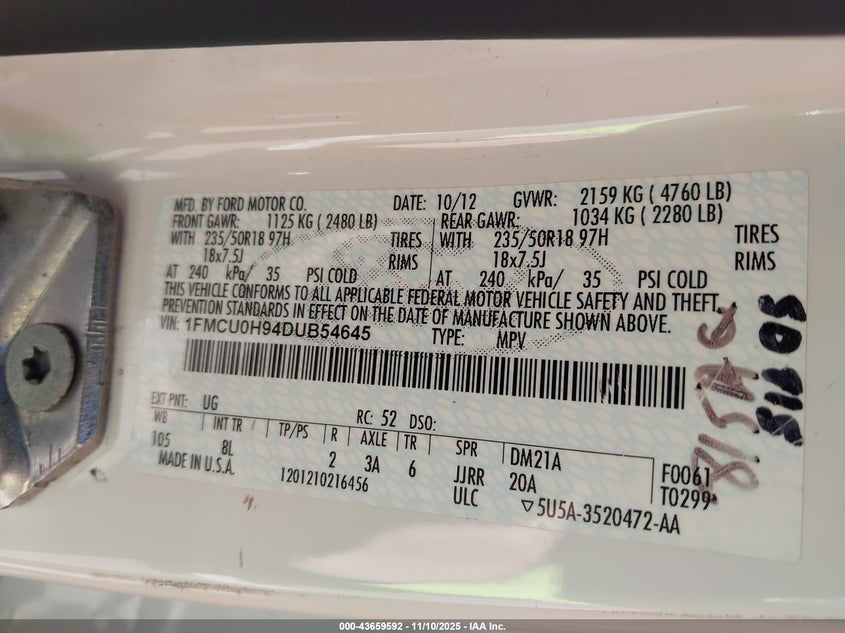 MFD. BY FORD MOTOR CO. DATE: 10/12 GVWR: 2159 KG ( 4760 LB)
FRONT GAWR: 1125 KG ( 2480 LB) REAR GAWR: 1034 KG ( 2280 LB)
WITH 235/50R18 97H TIRES WITH 235/50R18 97H TIRES
18x7.5J RIMS 18x7.5J RIMS
AT 240 kPa/ 35 PSI COLD AT 240 kPa/ 35 PSI COLD
THIS VEHICLE CONFORMS TO ALL APPLICABLE FEDERAL MOTOR VEHICLE SAFETY AND THEFT
PREVENTION STANDARDS IN EFFECT ON THE DATE OF MANUFACTURE SHOWN ABOVE.
VIN: 1FMCU0H94DUB54645 TYPE: MPV
EXT PNT: UG RC: 52 DSO:
WB INT TR TP/PS R AXLE TR SPR DM21A F0061
105 8L 2 3A 6 JJRR 20A T0299
MADE IN U.S.A. 1201210216456 ULC ▽5U5A-3520472-AA
000-43659592 - 11/10/2025 - IAA Inc.